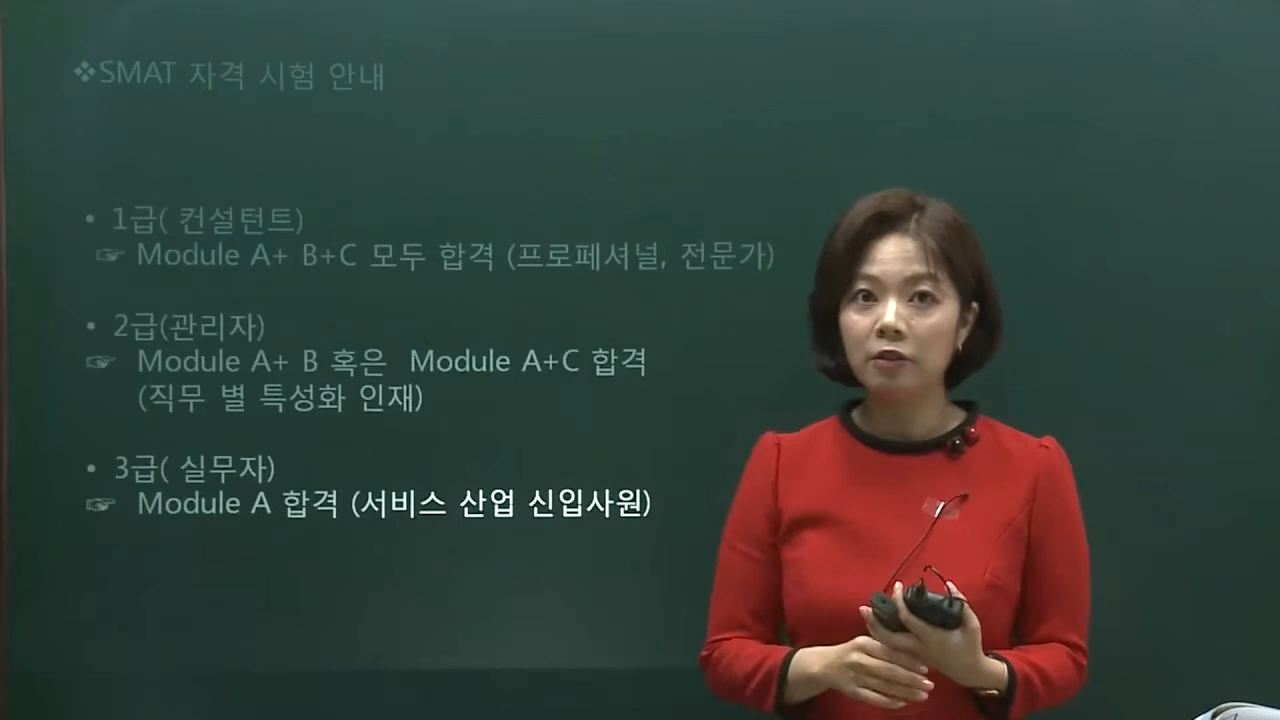 ❖SMAT 자격 시험 안내
• 1급( 컨설턴트)
☞ Module A+ B+C 모두 합격 (프로페셔널, 전문가)
• 2급(관리자)
☞ Module A+ B 혹은 Module A+C 합격
(직무 별 특성화 인재)
• 3급( 실무자)
☞ Module A 합격 (서비스 산업 신입사원)